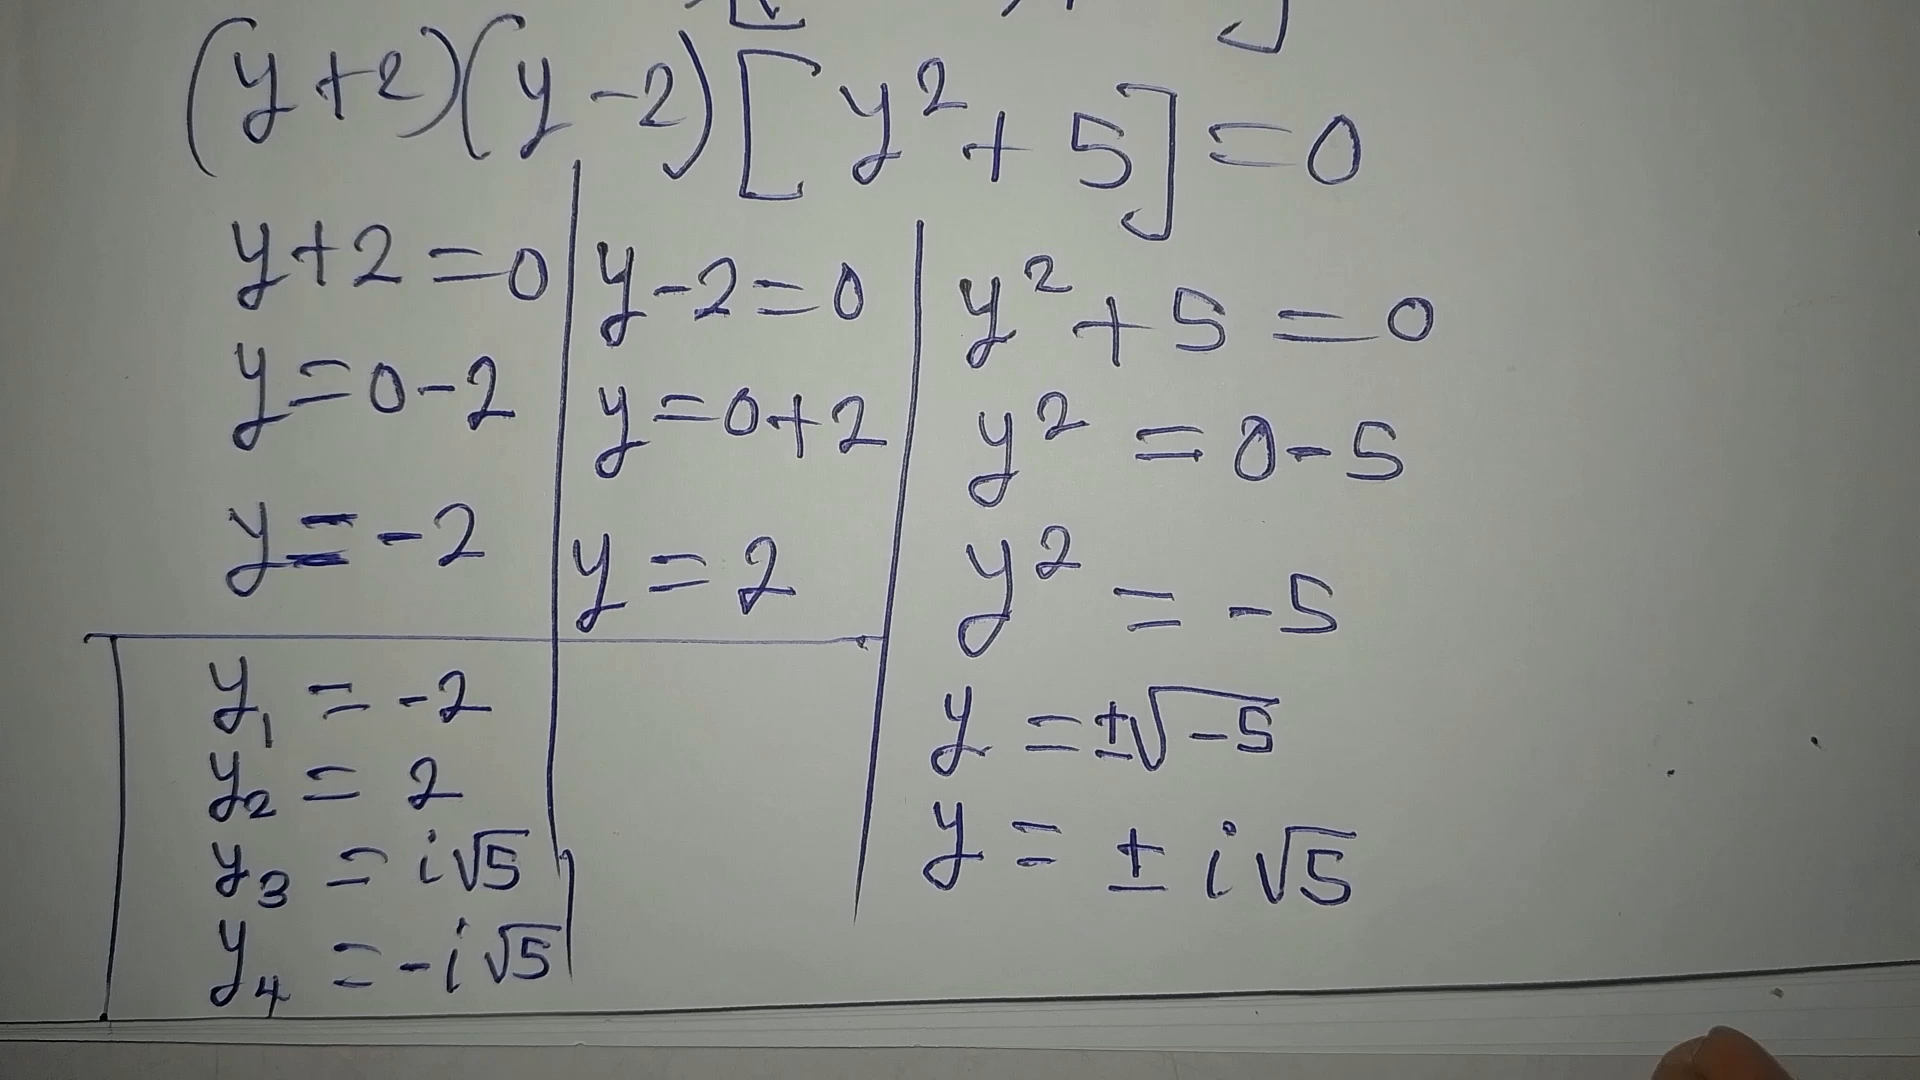 (y+2)(y-2)[y²+5]=0
y+2=0
y=0-2
y=-2
y-2=0
y=0+2
y=2
y²+5=0
y²=0-5
y²=-5
y=±√-5
y=±i√5
y₁=-2
y₂=2
y₃=i√5
y₄=-i√5